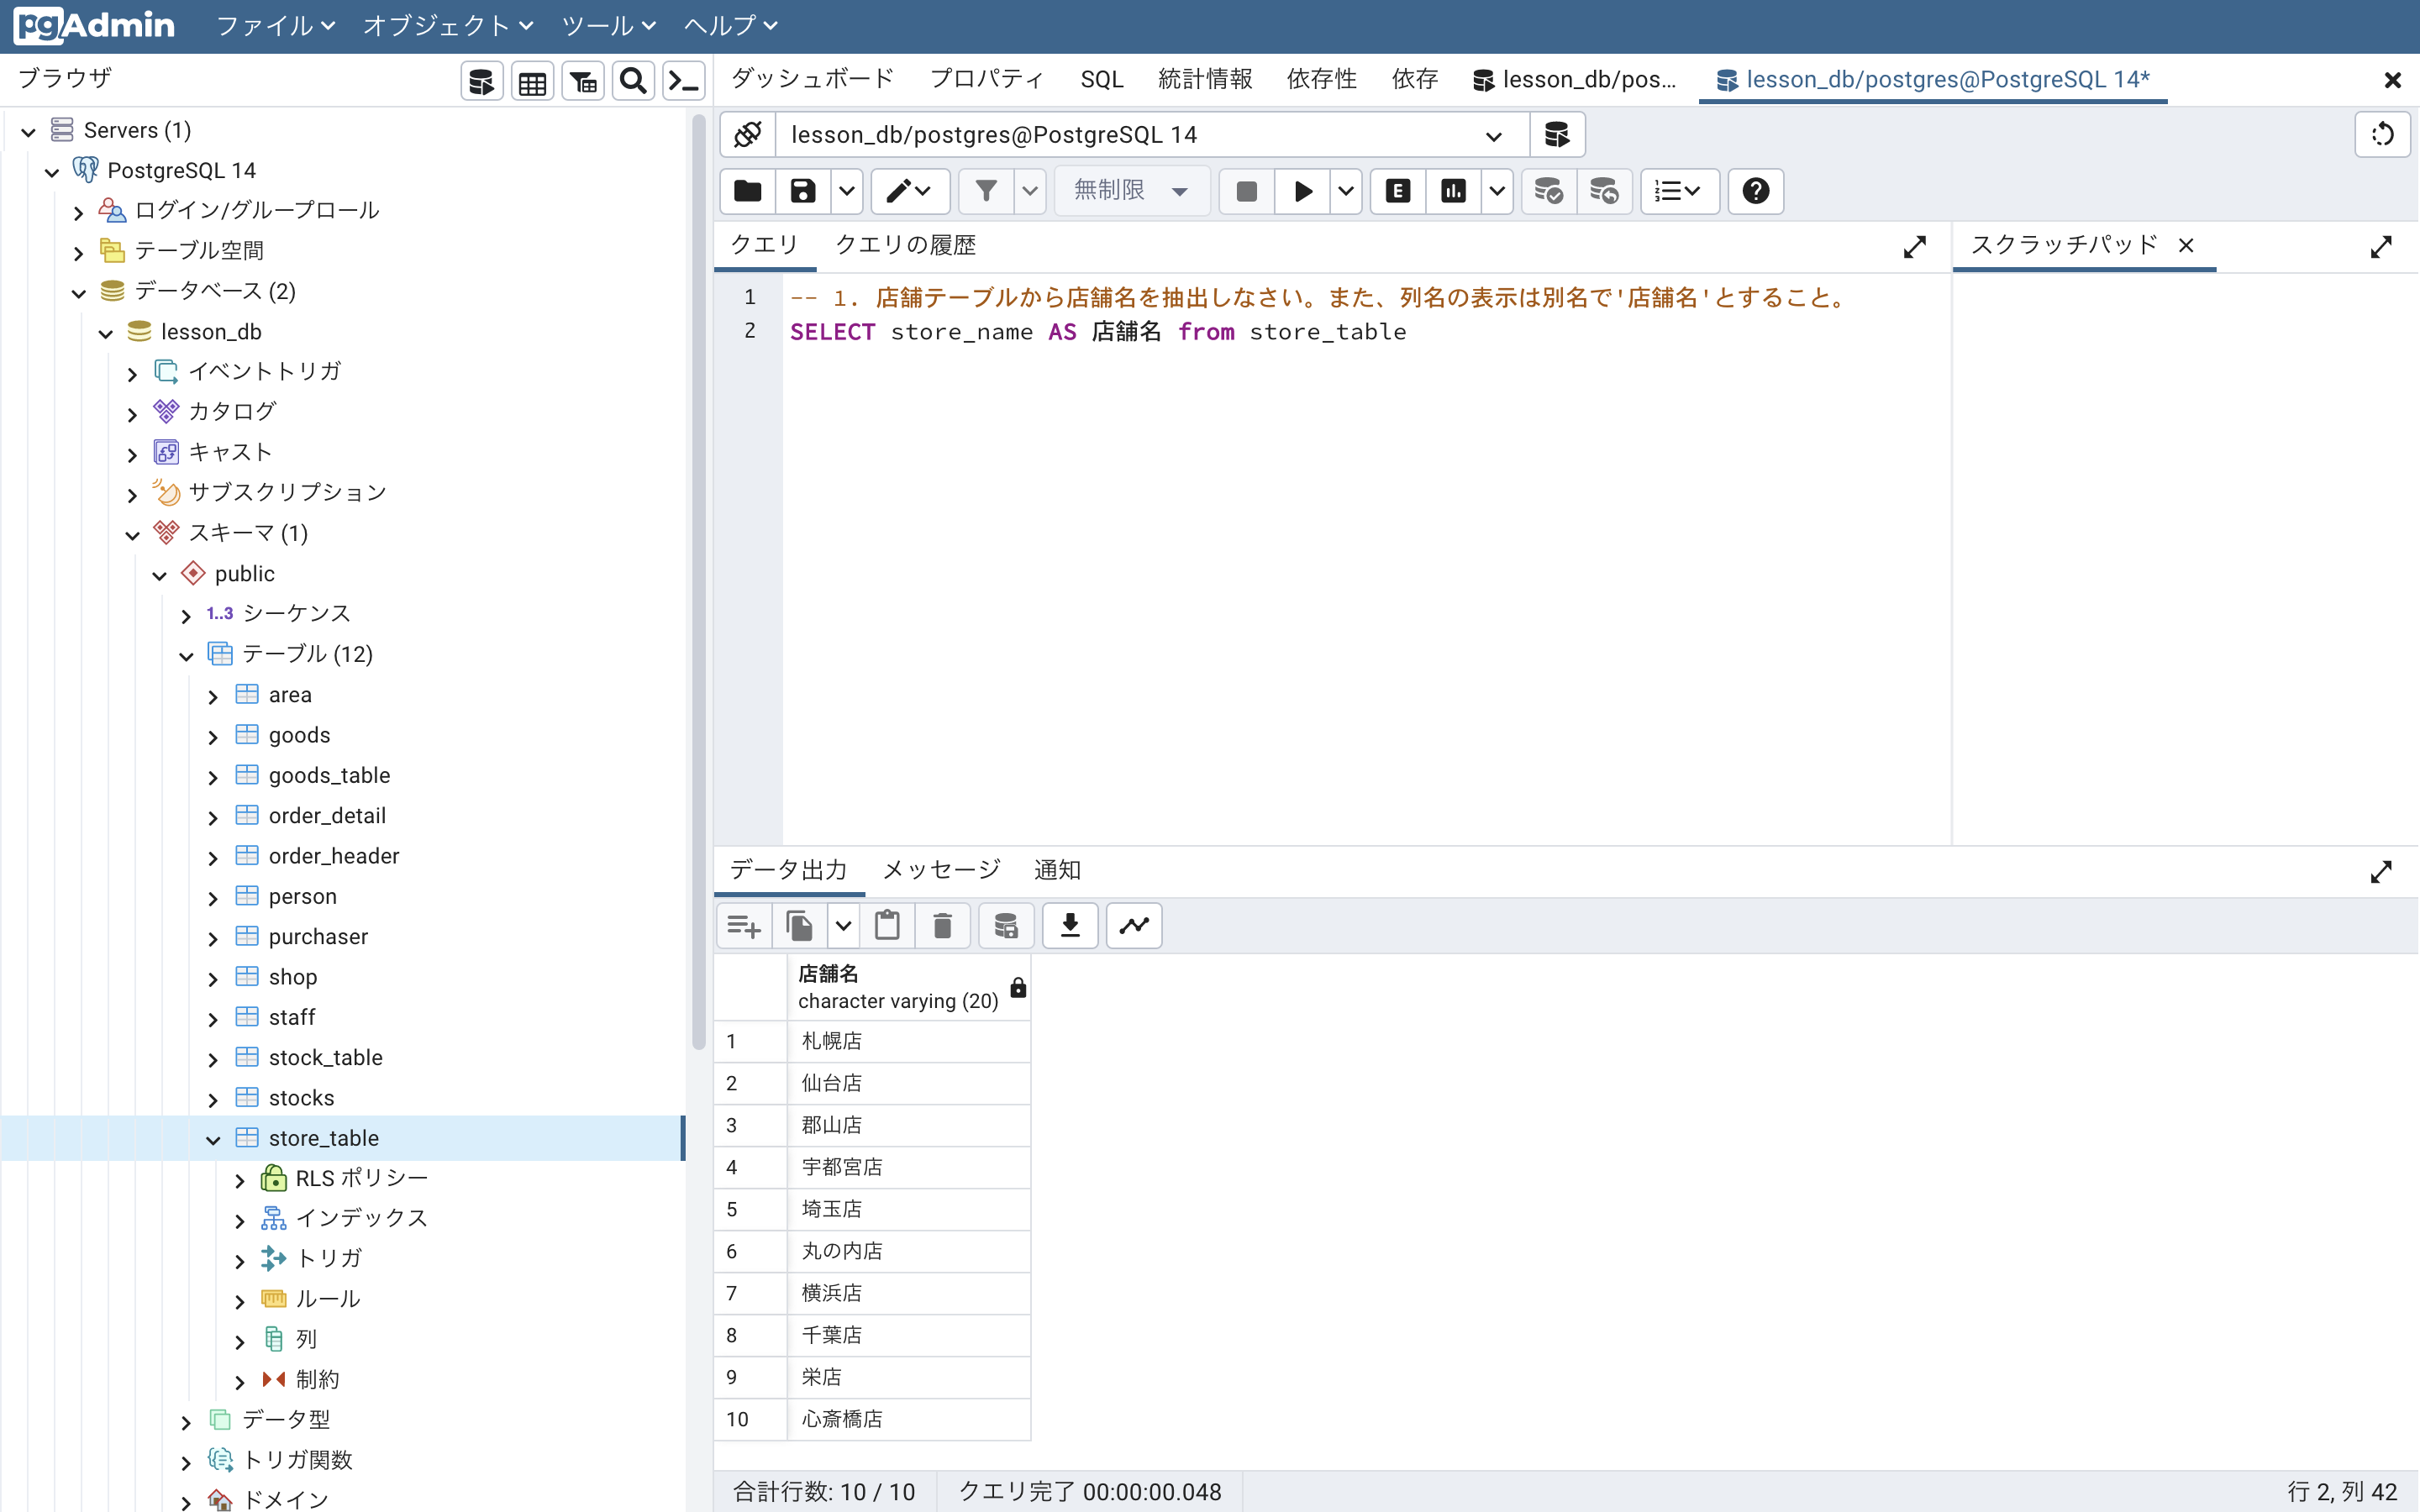 pgAdmin ファイル オブジェクト ツール ヘルプ
ブラウザ
Servers (1)
PostgreSQL 14
ログイン/グループロール
テーブル空間
データベース (2)
lesson_db
イベントトリガ
カタログ
キャスト
サブスクリプション
スキーマ (1)
public
1..3 シーケンス
テーブル (12)
area
goods
goods_table
order_detail
order_header
person
purchaser
shop
staff
stock_table
stocks
store_table
RLS ポリシー
インデックス
トリガ
ルール
列
制約
データ型
トリガ関数
ドメイン
ダッシュボード プロパティ SQL 統計情報 依存性 依存 lesson_db/pos... lesson_db/postgres@PostgreSQL 14*
lesson_db/postgres@PostgreSQL 14
無制限 E
クエリ クエリの履歴
スクラッチパッド
1 -- 1. 店舗テーブルから店舗名を抽出しなさい。また、列名の表示は別名で'店舗名'とすること。
2 SELECT store_name AS 店舗名 from store_table
データ出力 メッセージ 通知
店舗名
character varying (20)
1 札幌店
2 仙台店
3 郡山店
4 宇都宮店
5 埼玉店
6 丸の内店
7 横浜店
8 千葉店
9 栄店
10 心斎橋店
合計行数: 10 / 10 クエリ完了 00:00:00.048 行 2, 列 42